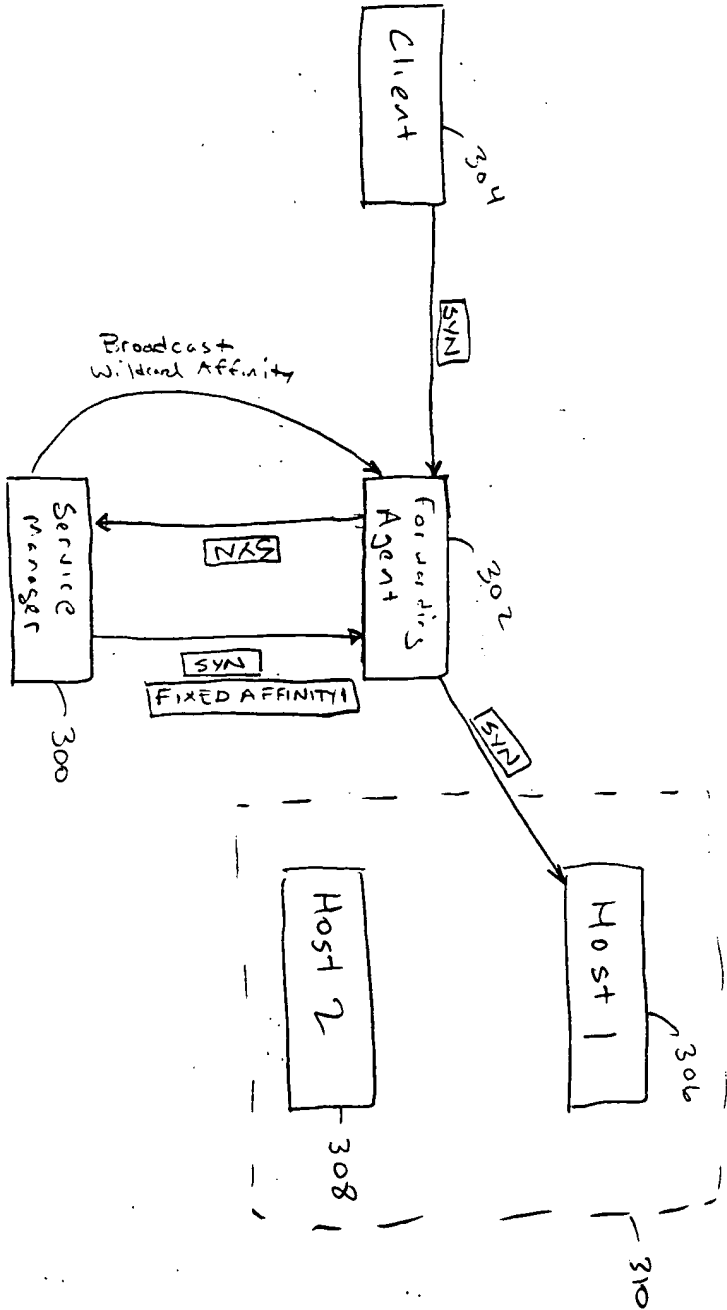 Client
304
SYN
Broadcast
Wildcard Affinity
Forwarding
Agent
302
SYN
SYN
FIXED AFFINITY1
Service
Manager
300
SYN
Host 1
306
Host 2
308
310